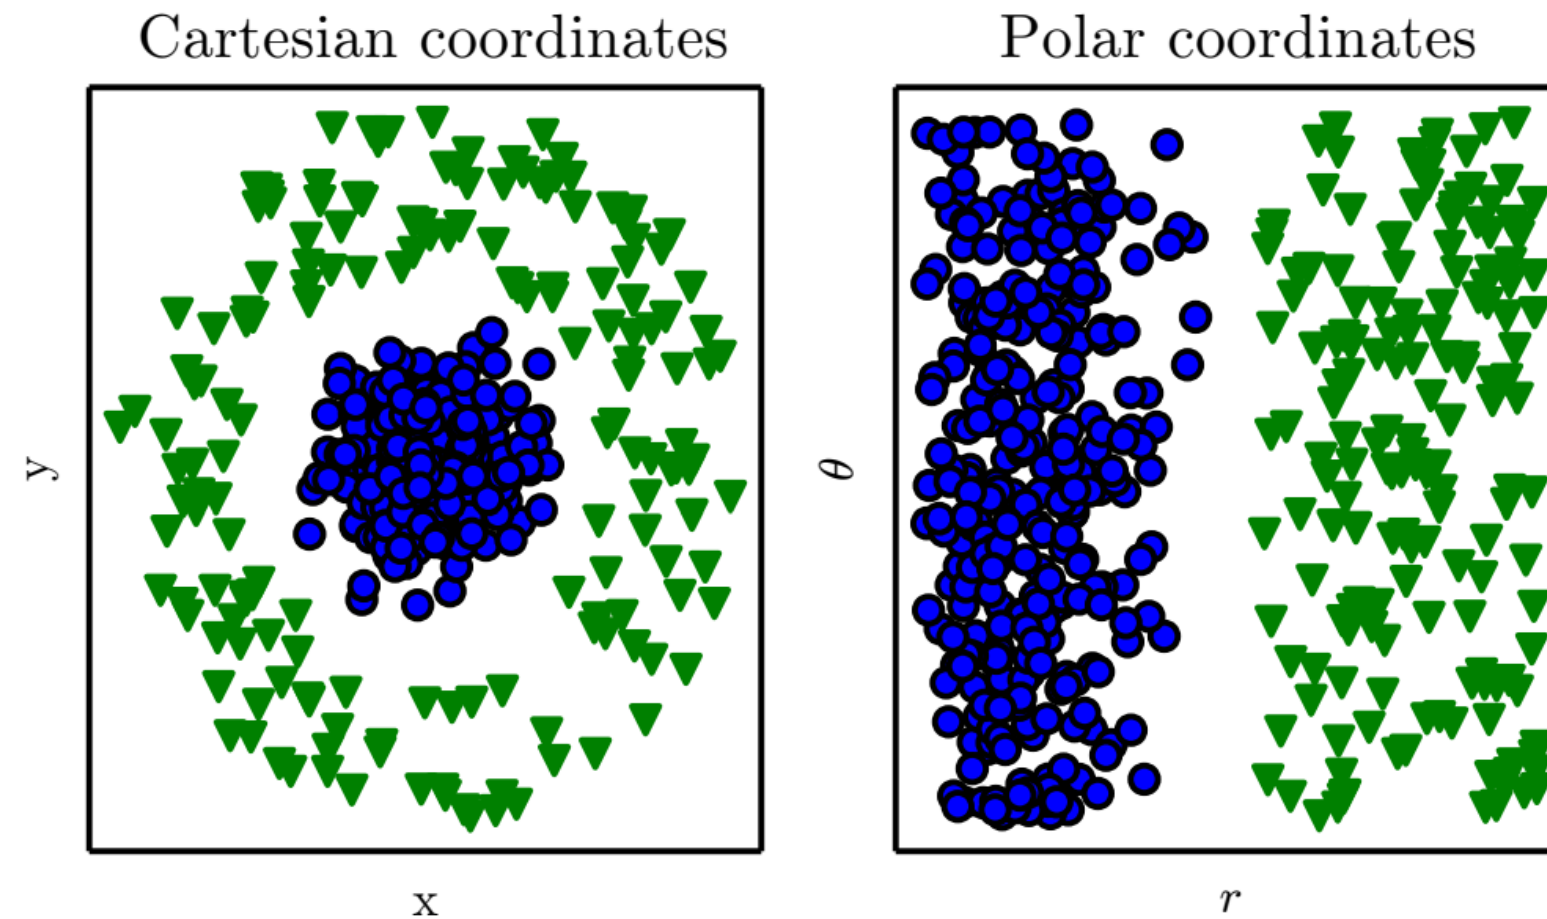 Cartesian coordinates
Polar coordinates
y
θ
x
r